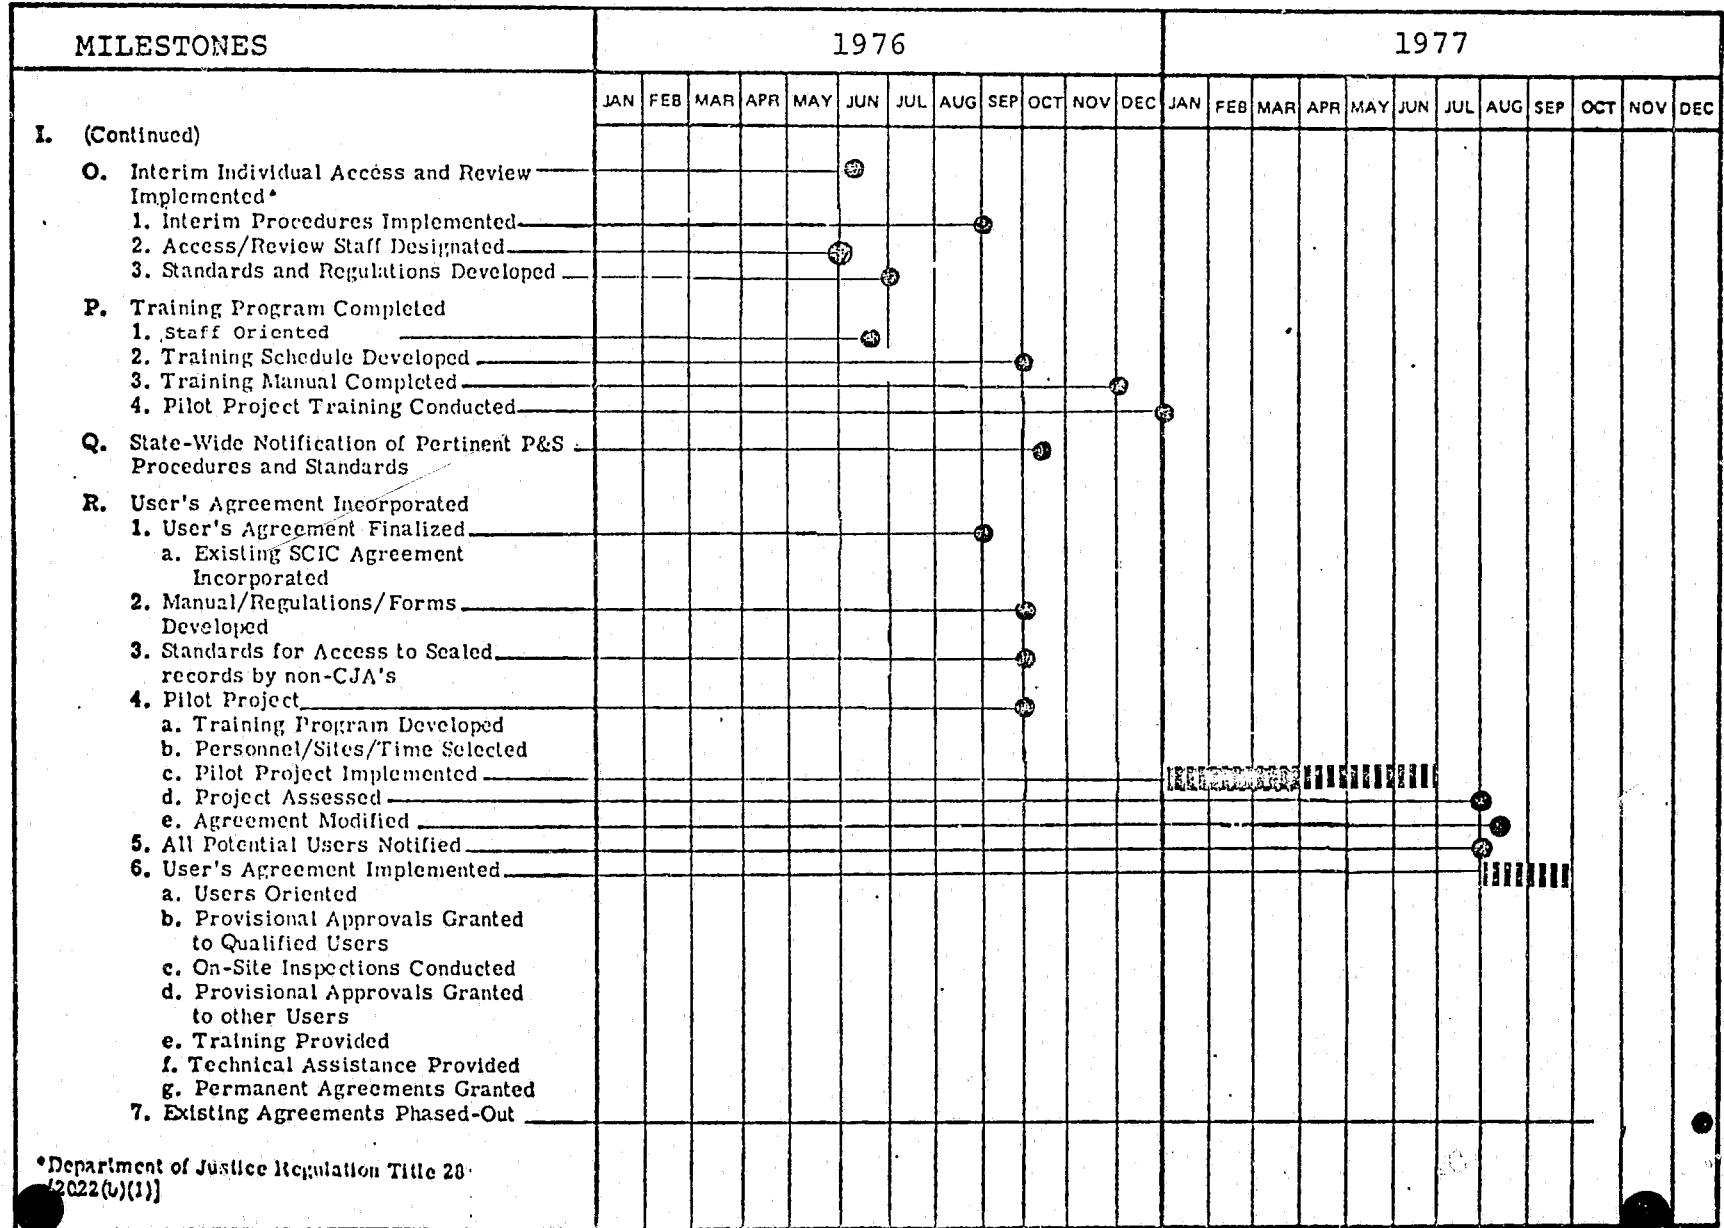 MILESTONES 1976 1977
JAN FEB MAR APR MAY JUN JUL AUG SEP OCT NOV DEC JAN FEB MAR APR MAY JUN JUL AUG SEP OCT NOV DEC
I. (Continued)
O. Interim Individual Access and Review
Implemented*
1. Interim Procedures Implemented
2. Access/Review Staff Designated
3. Standards and Regulations Developed
P. Training Program Completed
1. Staff Oriented
2. Training Schedule Developed
3. Training Manual Completed
4. Pilot Project Training Conducted
Q. State-Wide Notification of Pertinent P&S
Procedures and Standards
R. User's Agreement Incorporated
1. User's Agreement Finalized
a. Existing SCIC Agreement
Incorporated
2. Manual/Regulations/Forms
Developed
3. Standards for Access to Sealed
records by non-CJA's
4. Pilot Project
a. Training Program Developed
b. Personnel/Sites/Time Selected
c. Pilot Project Implemented
d. Project Assessed
e. Agreement Modified
5. All Potential Users Notified
6. User's Agreement Implemented
a. Users Oriented
b. Provisional Approvals Granted
to Qualified Users
c. On-Site Inspections Conducted
d. Provisional Approvals Granted
to other Users
e. Training Provided
f. Technical Assistance Provided
g. Permanent Agreements Granted
7. Existing Agreements Phased-Out
*Department of Justice Regulation Title 28
[2022(b)(1)]